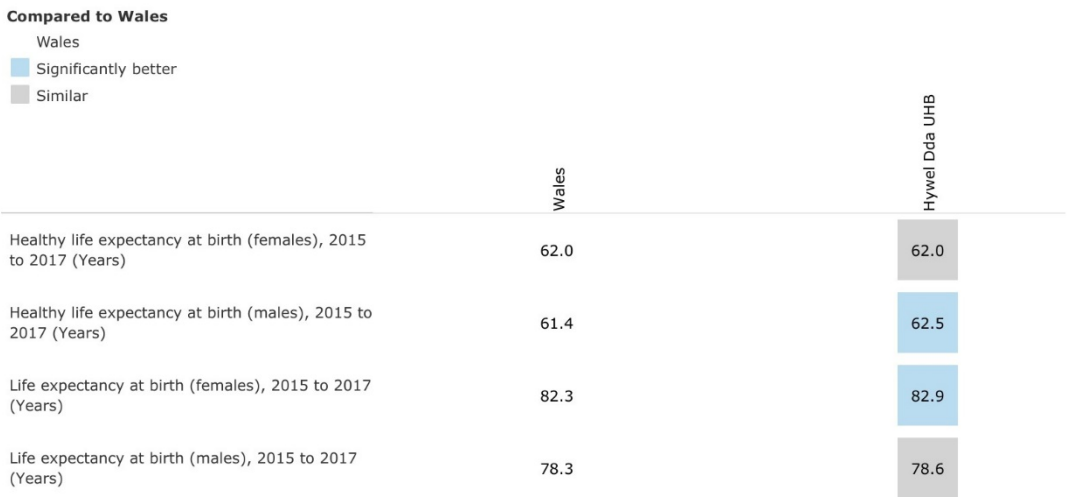 Compared to Wales
Wales
Significantly better
Similar
Wales
Hywel Dda UHB
Healthy life expectancy at birth (females), 2015
to 2017 (Years)
62.0
62.0
Healthy life expectancy at birth (males), 2015 to
2017 (Years)
61.4
62.5
Life expectancy at birth (females), 2015 to 2017
(Years)
82.3
82.9
Life expectancy at birth (males), 2015 to 2017
(Years)
78.3
78.6